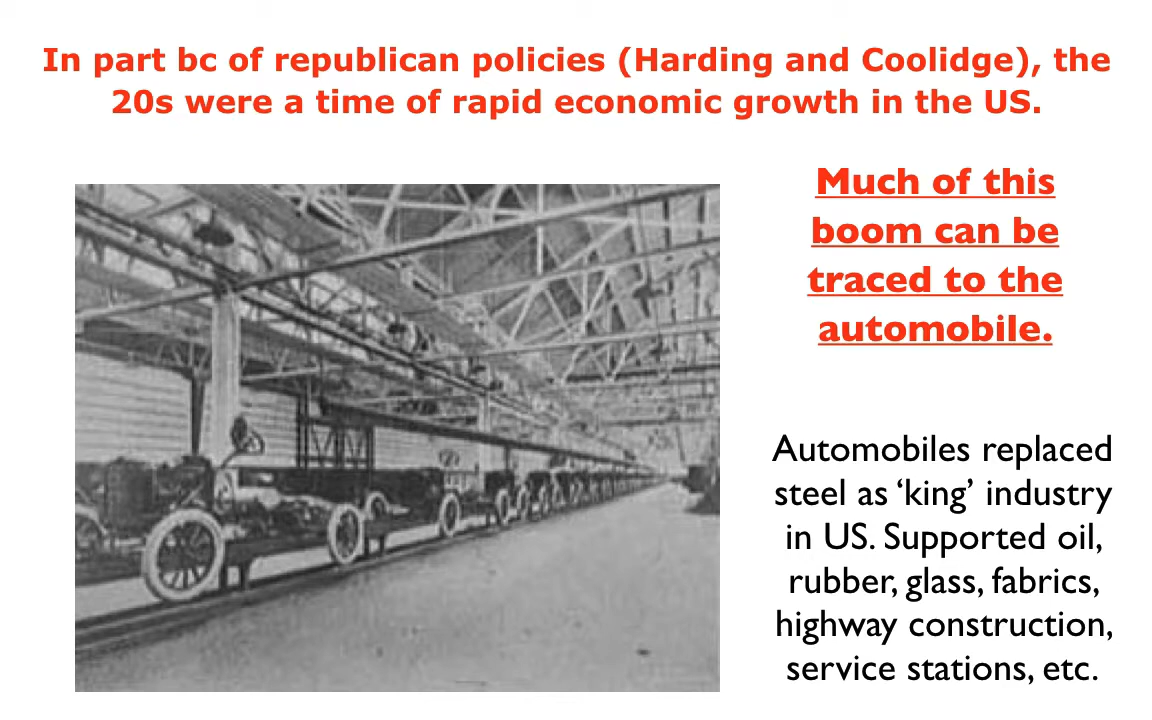 In part bc of republican policies (Harding and Coolidge), the
20s were a time of rapid economic growth in the US.
Much of this
boom can be
traced to the
automobile.
Automobiles replaced
steel as ‘king’ industry
in US. Supported oil,
rubber, glass, fabrics,
highway construction,
service stations, etc.